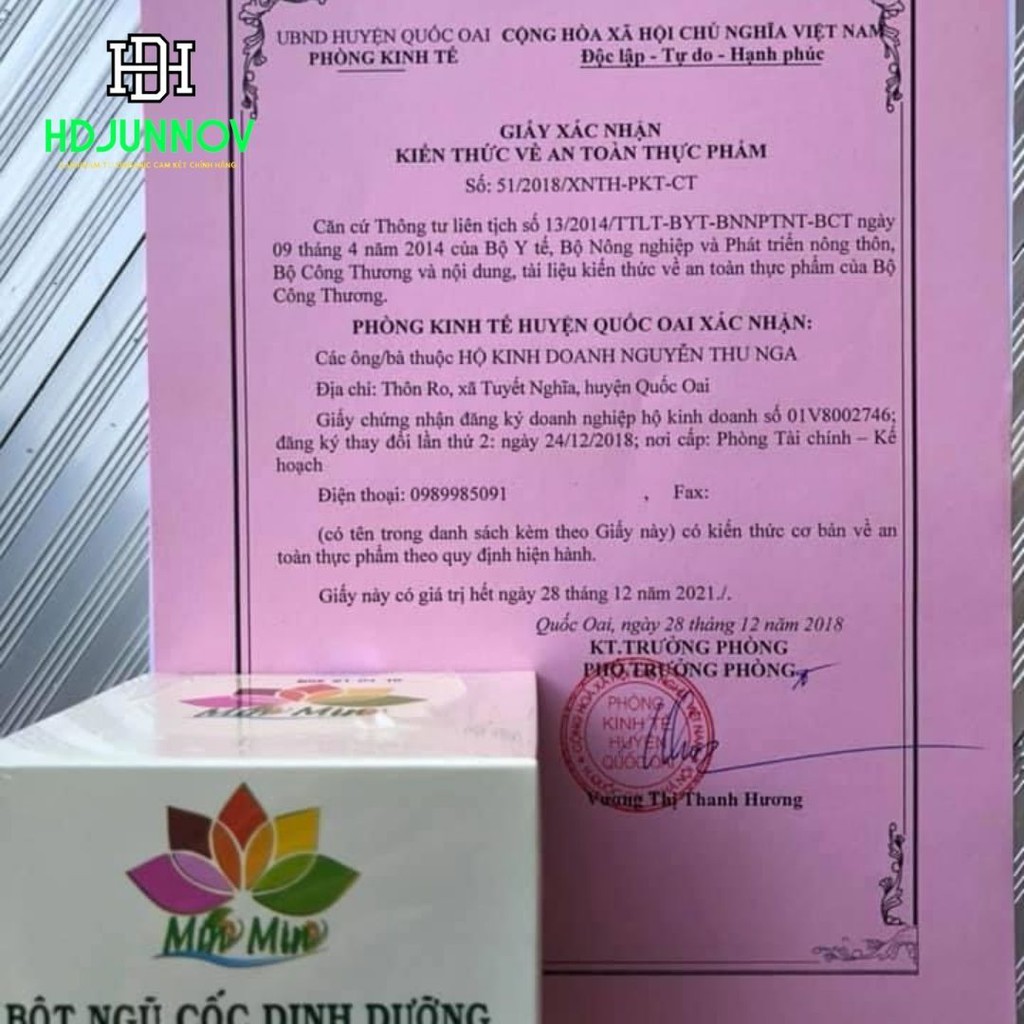 HD
HDJUNNOV
UBND HUYỆN QUỐC OAI CỘNG HÒA XÃ HỘI CHỦ NGHĨA VIỆT NAM
PHÒNG KINH TẾ Độc lập - Tự do - Hạnh phúc
GIẤY XÁC NHẬN
KIẾN THỨC VỀ AN TOÀN THỰC PHẨM
Số: 51/2018/XNTH-PKT-CT
Căn cứ Thông tư liên tịch số 13/2014/TTLT-BYT-BNNPTNT-BCT ngày
09 tháng 4 năm 2014 của Bộ Y tế, Bộ Nông nghiệp và Phát triển nông thôn,
Bộ Công Thương và nội dung, tài liệu kiến thức về an toàn thực phẩm của Bộ
Công Thương.
PHÒNG KINH TẾ HUYỆN QUỐC OAI XÁC NHẬN:
Các ông/bà thuộc HỘ KINH DOANH NGUYỄN THU NGA
Địa chỉ: Thôn Ro, xã Tuyết Nghĩa, huyện Quốc Oai
Giấy chứng nhận đăng ký doanh nghiệp hộ kinh doanh số 01V8002746;
đăng ký thay đổi lần thứ 2: ngày 24/12/2018; nơi cấp: Phòng Tài chính – Kế
hoạch
Điện thoại: 0989985091 , Fax:
(có tên trong danh sách kèm theo Giấy này) có kiến thức cơ bản về an
toàn thực phẩm theo quy định hiện hành.
Giấy này có giá trị hết ngày 28 tháng 12 năm 2021./.
Quốc Oai, ngày 28 tháng 12 năm 2018
KT.TRƯỞNG PHÒNG
PHÓ TRƯỞNG PHÒNG
PHÒNG
KINH TẾ
HUYỆN
QUỐC OAI
Vương Thị Thanh Hương
Mầm Min
BỘT NGŨ CỐC DINH DƯỠNG